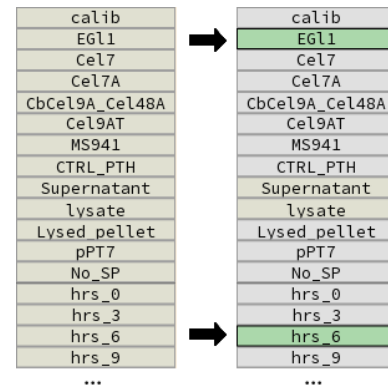 calib
EGl1
Cel7
Cel7A
CbCel9A_Cel48A
Cel9AT
MS941
CTRL_PTH
Supernatant
lysate
Lysed_pellet
pPT7
No_SP
hrs_0
hrs_3
hrs_6
hrs_9
...
calib
EGl1
Cel7
Cel7A
CbCel9A_Cel48A
Cel9AT
MS941
CTRL_PTH
Supernatant
lysate
Lysed_pellet
pPT7
No_SP
hrs_0
hrs_3
hrs_6
hrs_9
...